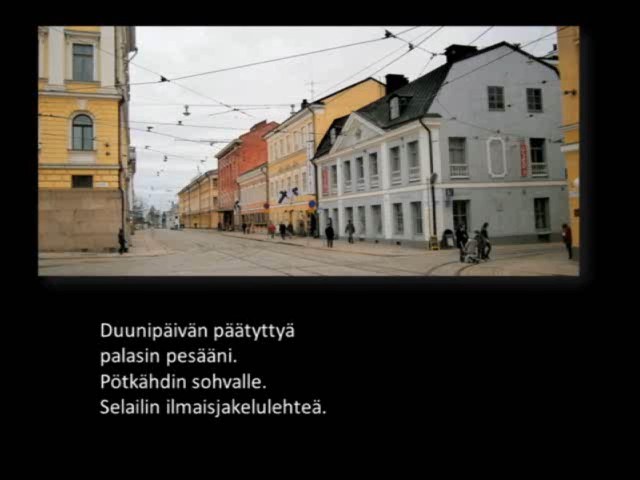 Duunipäivän päätyttyä
palasin pesääni.
Pötkähdin sohvalle.
Selailin ilmaisjakelulehteä.